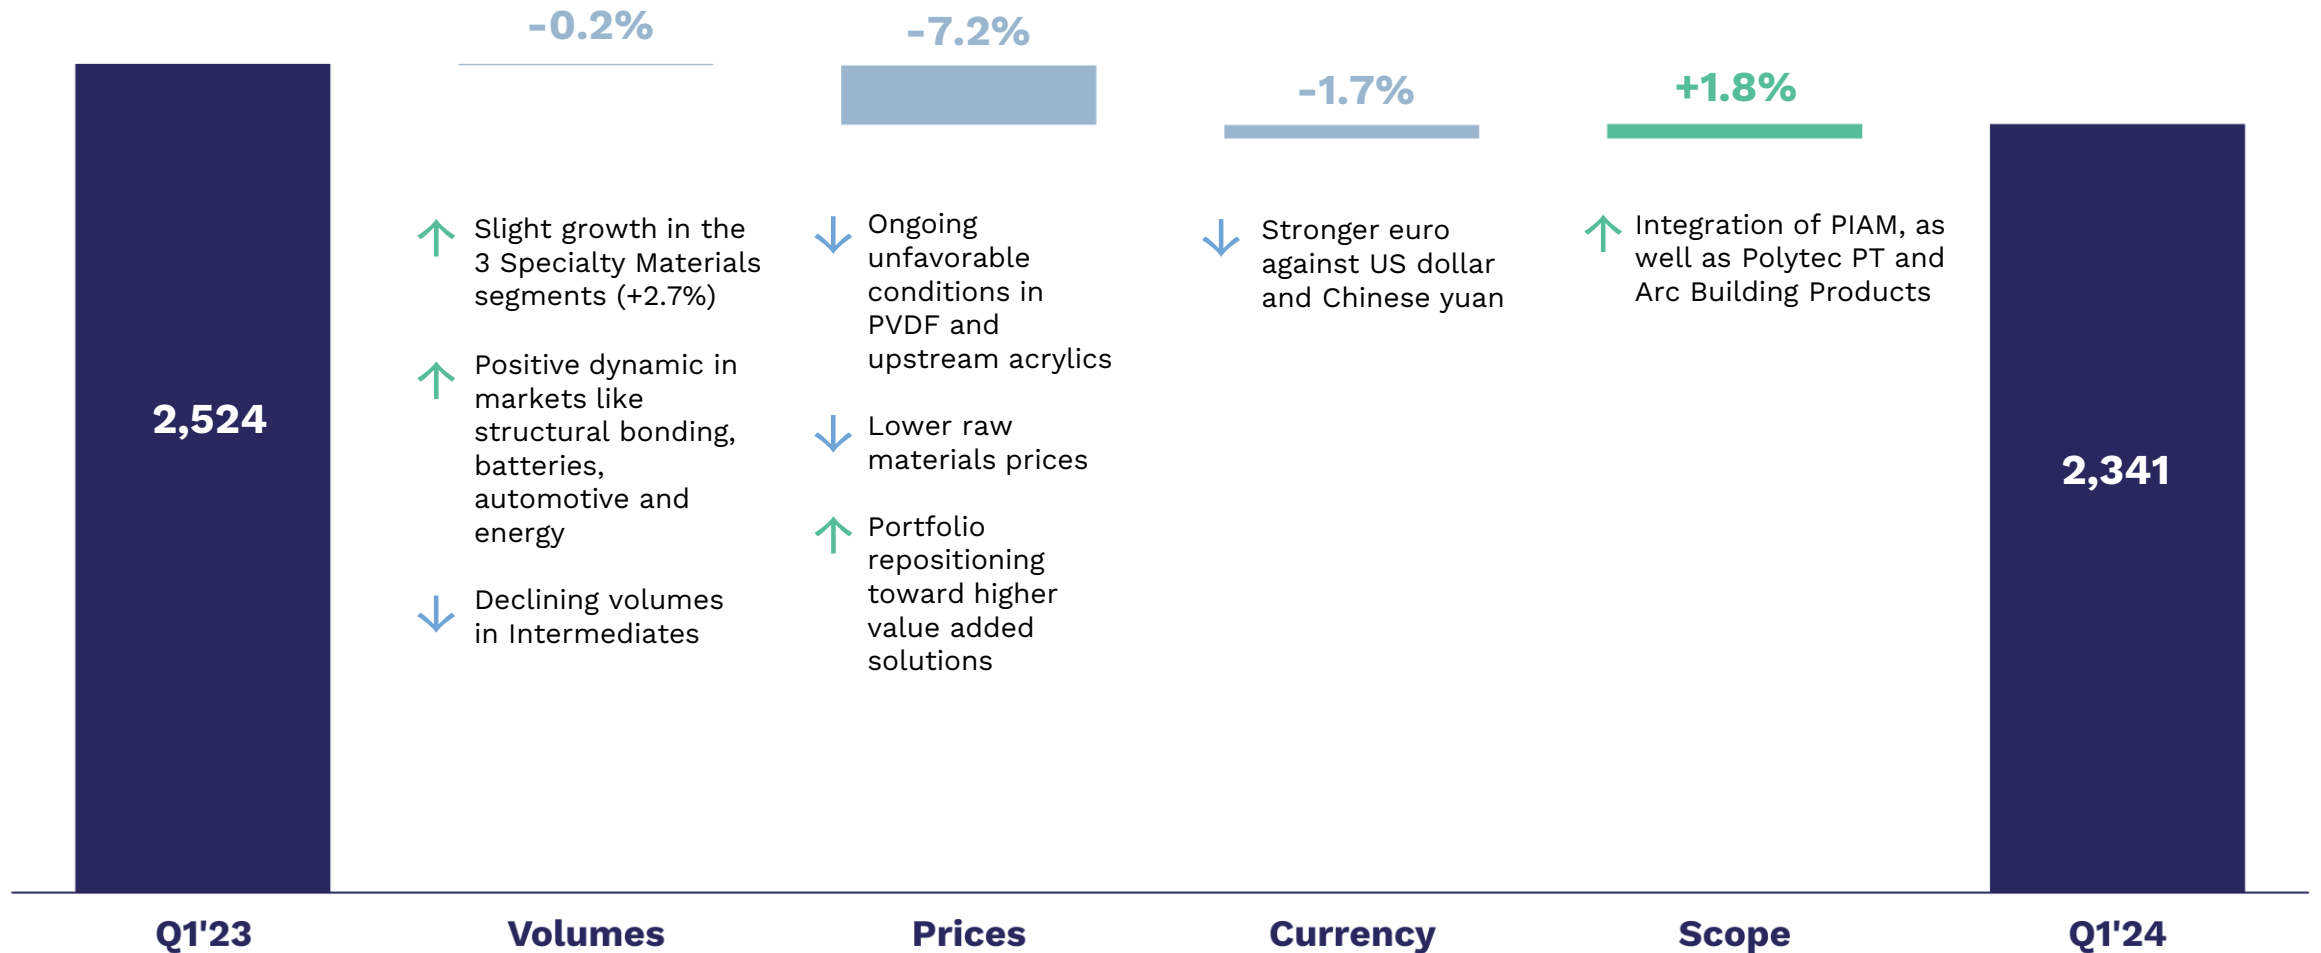 -0.2%
-7.2%
-1.7%
+1.8%
2,524
Slight growth in the
3 Specialty Materials
segments (+2.7%)
Positive dynamic in
markets like
structural bonding,
batteries,
automotive and
energy
Declining volumes
in Intermediates
Ongoing
unfavorable
conditions in
PVDF and
upstream acrylics
Lower raw
materials prices
Portfolio
repositioning
toward higher
value added
solutions
Stronger euro
against US dollar
and Chinese yuan
Integration of PIAM, as
well as Polytec PT and
Arc Building Products
2,341
Q1'23
Volumes
Prices
Currency
Scope
Q1'24